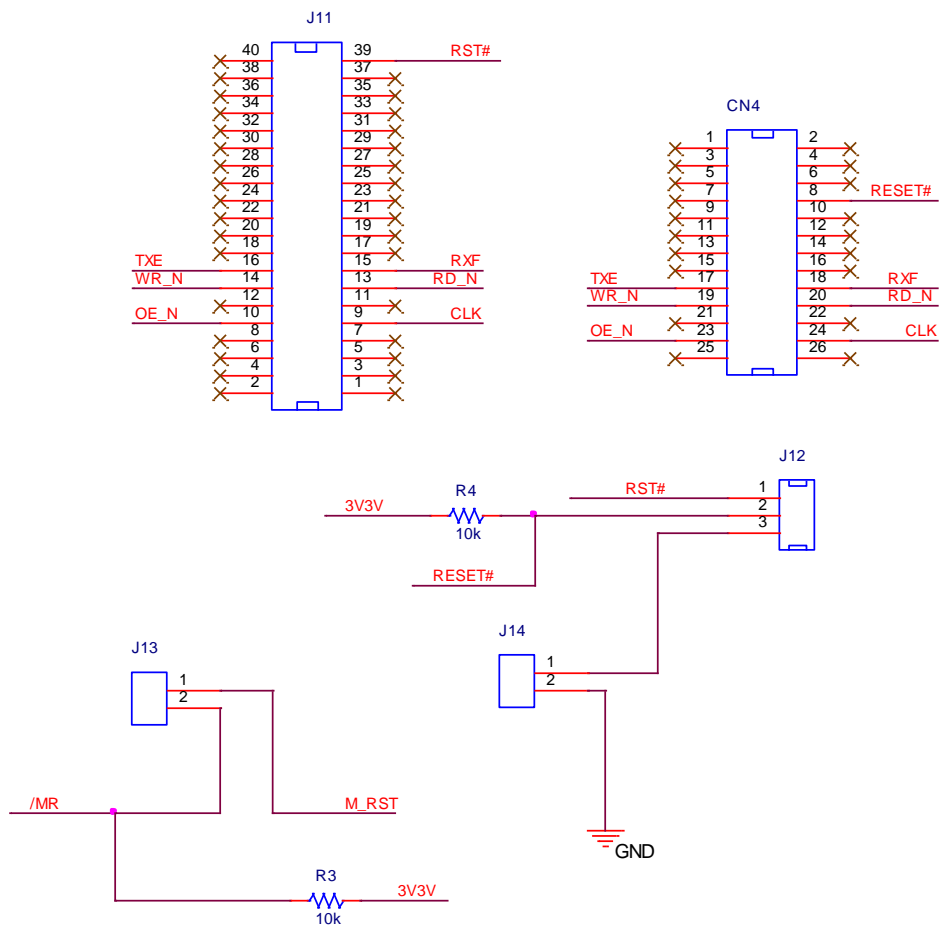 J11
40 39 RST#
38 37
36 35
34 33
32 31
30 29
28 27
26 25
24 23
22 21
20 19
18 17
TXE 16 15 RXF
WR_N 14 13 RD_N
12 11
OE_N 10 9 CLK
8 7
6 5
4 3
2 1
CN4
1 2
3 4
5 6
7 8 RESET#
9 10
11 12
13 14
15 16
TXE 17 18 RXF
WR_N 19 20 RD_N
21 22
OE_N 23 24 CLK
25 26
J12
RST# 1
3V3V R4 2
10k 3
RESET#
J13
1
2
J14
1
2
/MR M_RST
GND
R3 3V3V
10k